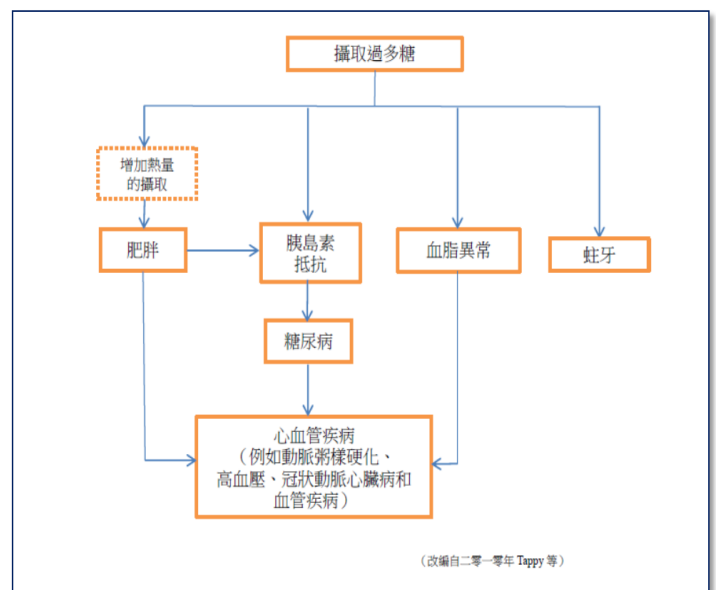 攝取過多糖
增加熱量
的攝取
肥胖
胰島素
抵抗
血脂異常
蛀牙
糖尿病
心血管疾病
（例如動脈粥樣硬化、
高血壓、冠狀動脈心臟病和
血管疾病）
（改編自二零一零年 Tappy 等）